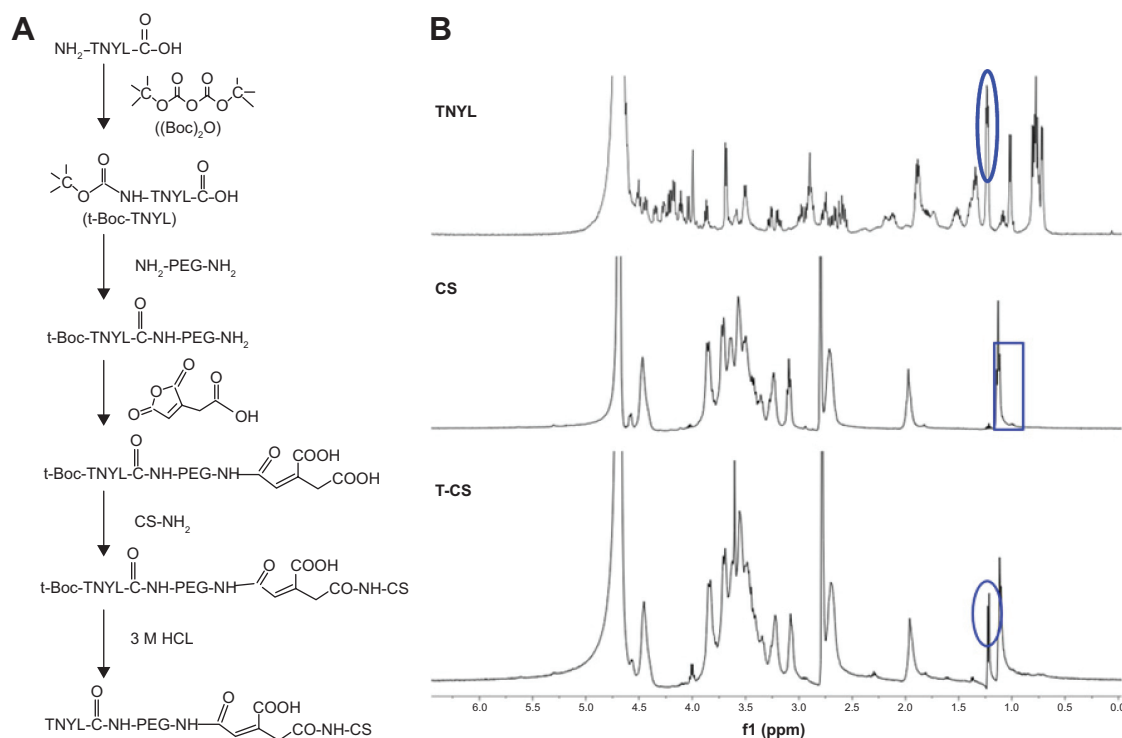 A
NH2–TNYL–C–OH
O
C O O O O C
((Boc)2O)
C O O NH–TNYL–C–OH O
(t-Boc-TNYL)
NH2-PEG-NH2
O
t-Boc-TNYL-C-NH-PEG-NH2
O O O O OH
O O COOH
t-Boc-TNYL-C-NH-PEG-NH COOH
CS-NH2
O O COOH
t-Boc-TNYL-C-NH-PEG-NH CO-NH-CS
3 M HCL
O O COOH
TNYL-C-NH-PEG-NH CO-NH-CS
B
TNYL
CS
T-CS
6.0 5.5 5.0 4.5 4.0 3.5 3.0 2.5 2.0 1.5 1.0 0.5 0.0
f1 (ppm)